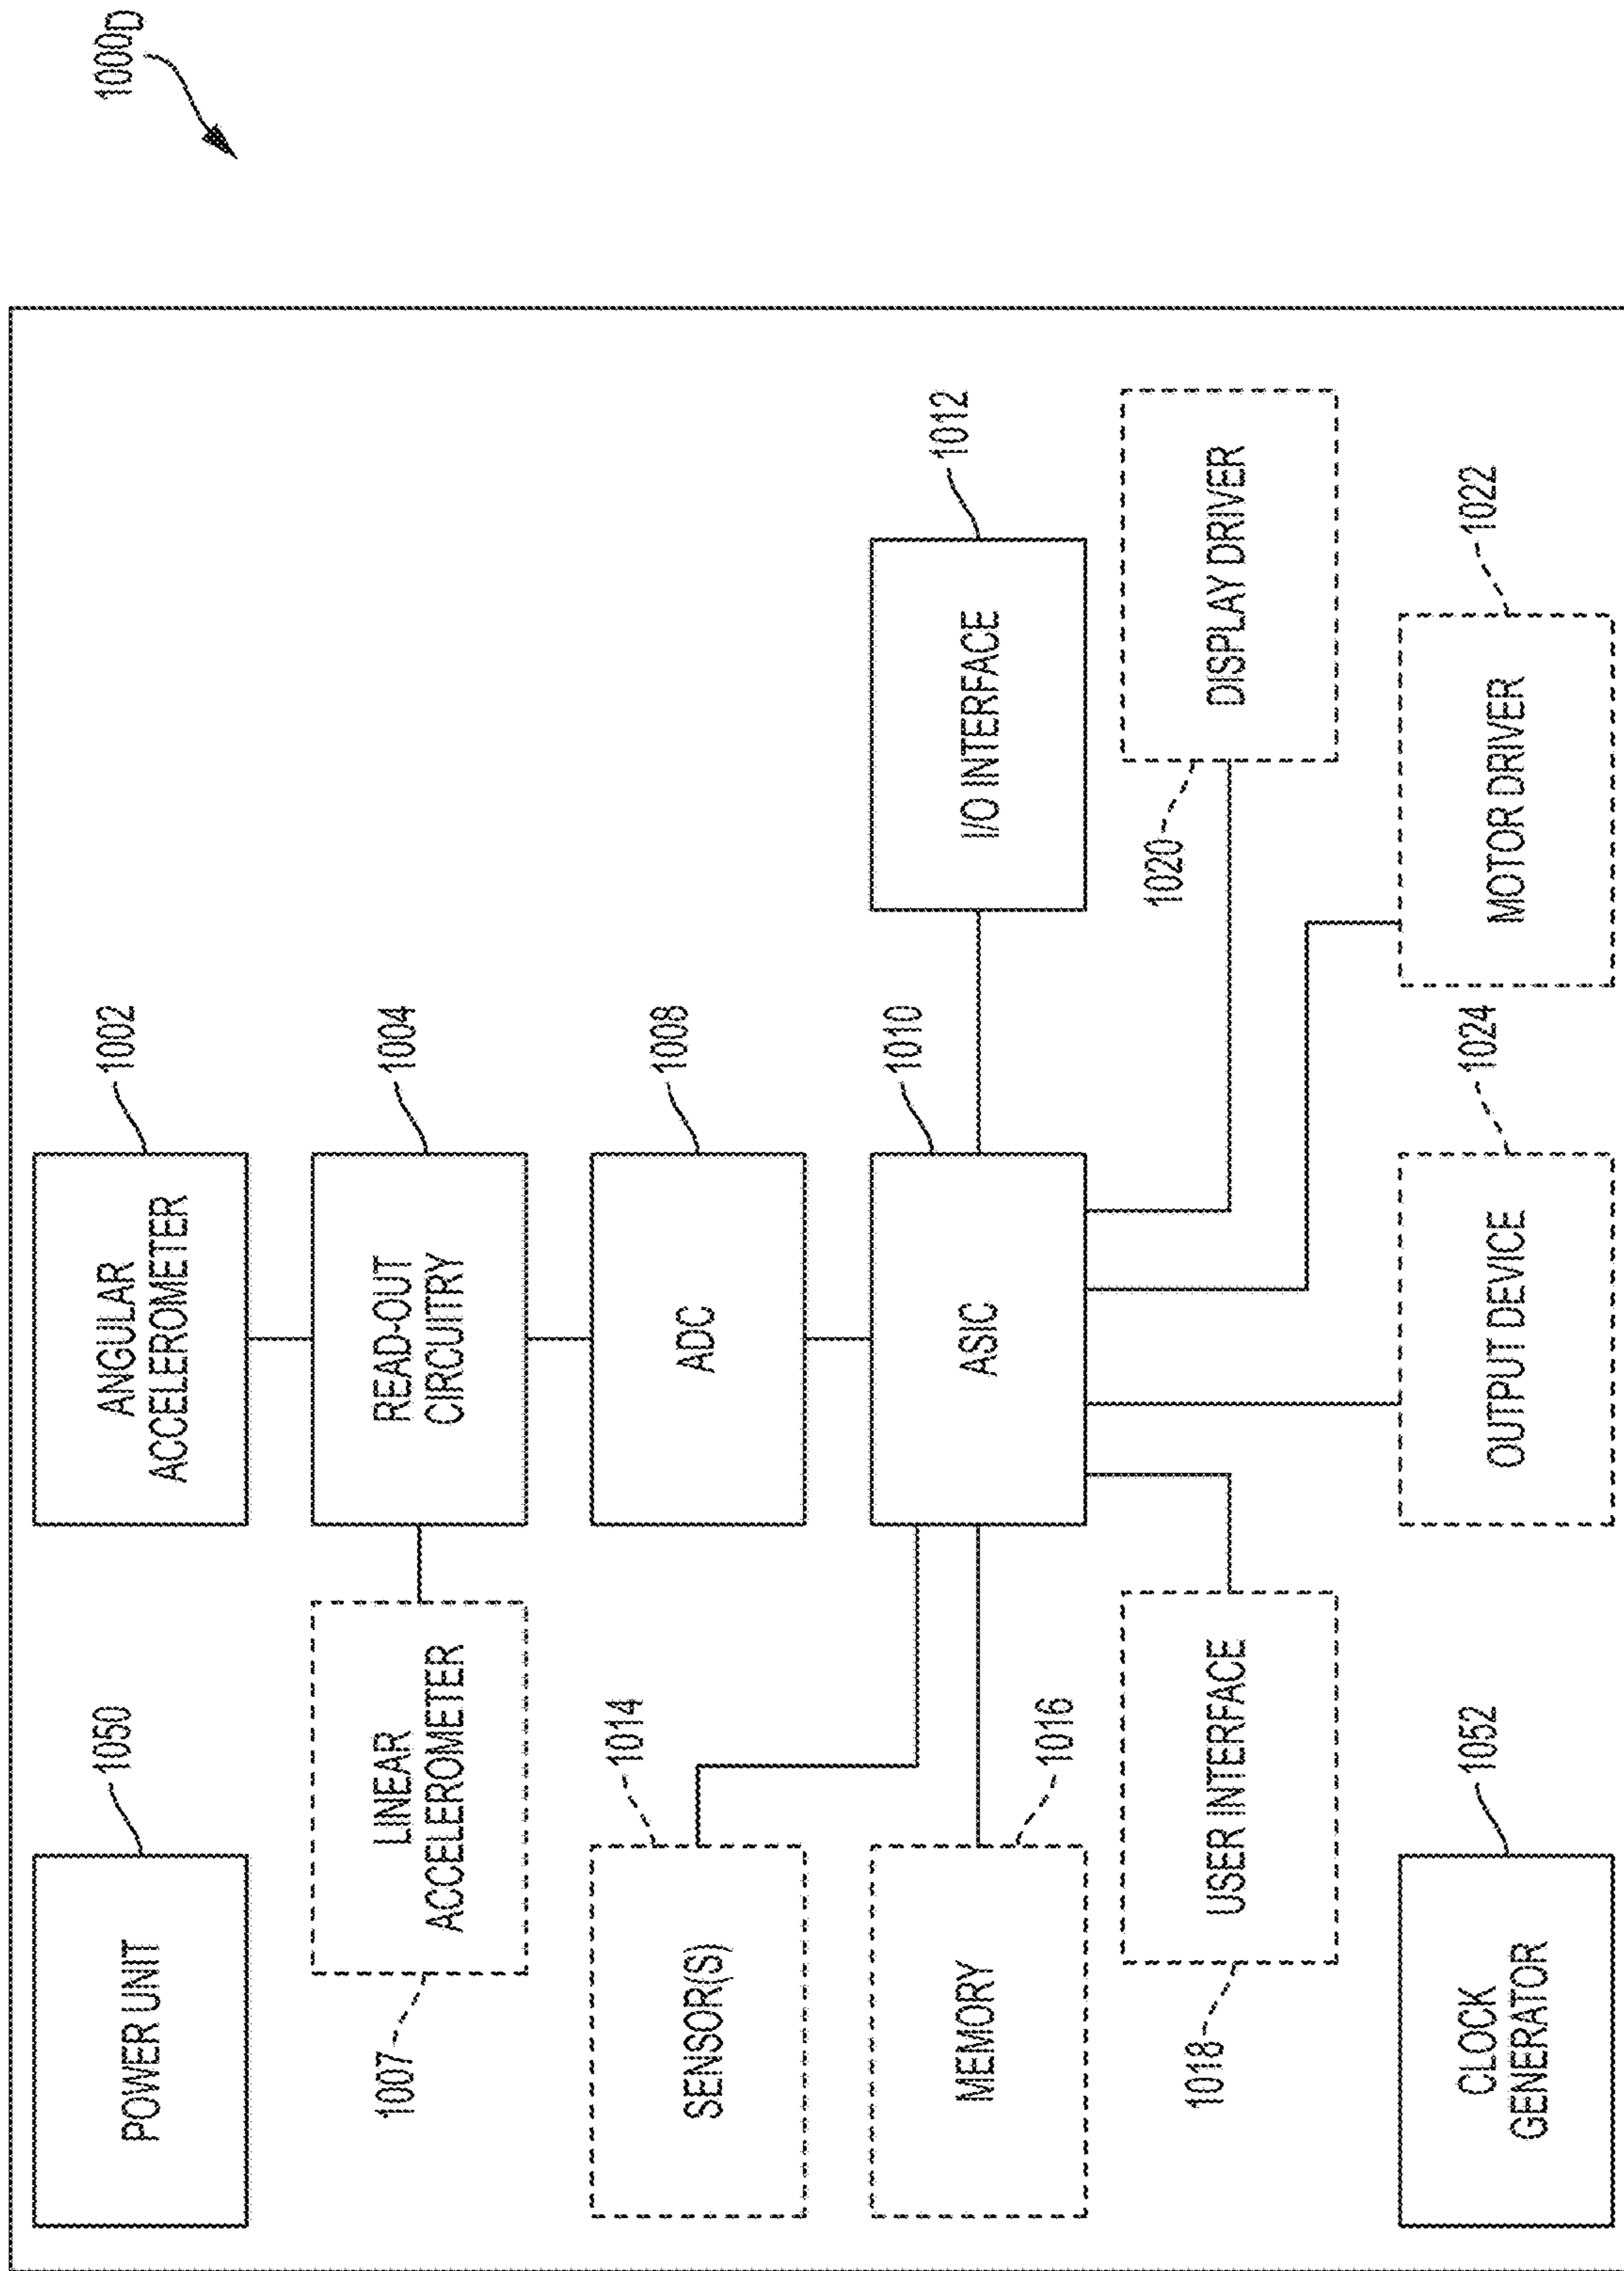 1000D
POWER UNIT
1050
ANGULAR
ACCELEROMETER
1002
LINEAR
ACCELEROMETER
1007
READ-OUT
CIRCUITRY
1004
SENSOR(S)
1014
ADC
1008
MEMORY
1016
ASIC
1010
I/O INTERFACE
1012
USER INTERFACE
1018
DISPLAY DRIVER
1020
CLOCK
GENERATOR
1052
OUTPUT DEVICE
1024
MOTOR DRIVER
1022